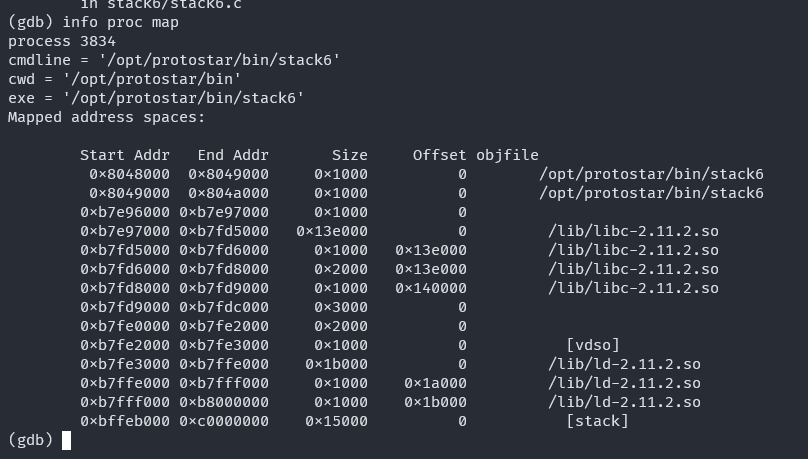 in stack6/stack6.c
(gdb) info proc map
process 3834
cmdline = '/opt/protostar/bin/stack6'
cwd = '/opt/protostar/bin'
exe = '/opt/protostar/bin/stack6'
Mapped address spaces:
Start Addr End Addr Size Offset objfile
0x8048000 0x8049000 0x1000 0 /opt/protostar/bin/stack6
0x8049000 0x804a000 0x1000 0 /opt/protostar/bin/stack6
0xb7e96000 0xb7e97000 0x1000 0
0xb7e97000 0xb7fd5000 0x13e000 0 /lib/libc-2.11.2.so
0xb7fd5000 0xb7fd6000 0x1000 0x13e000 /lib/libc-2.11.2.so
0xb7fd6000 0xb7fd8000 0x2000 0x13e000 /lib/libc-2.11.2.so
0xb7fd8000 0xb7fd9000 0x1000 0x140000 /lib/libc-2.11.2.so
0xb7fd9000 0xb7fdc000 0x3000 0
0xb7fe0000 0xb7fe2000 0x2000 0
0xb7fe2000 0xb7fe3000 0x1000 0 [vdso]
0xb7fe3000 0xb7ffe000 0x1b000 0 /lib/ld-2.11.2.so
0xb7ffe000 0xb7fff000 0x1000 0x1a000 /lib/ld-2.11.2.so
0xb7fff000 0xb8000000 0x1000 0x1b000 /lib/ld-2.11.2.so
0xbffeb000 0xc0000000 0x15000 0 [stack]
(gdb)